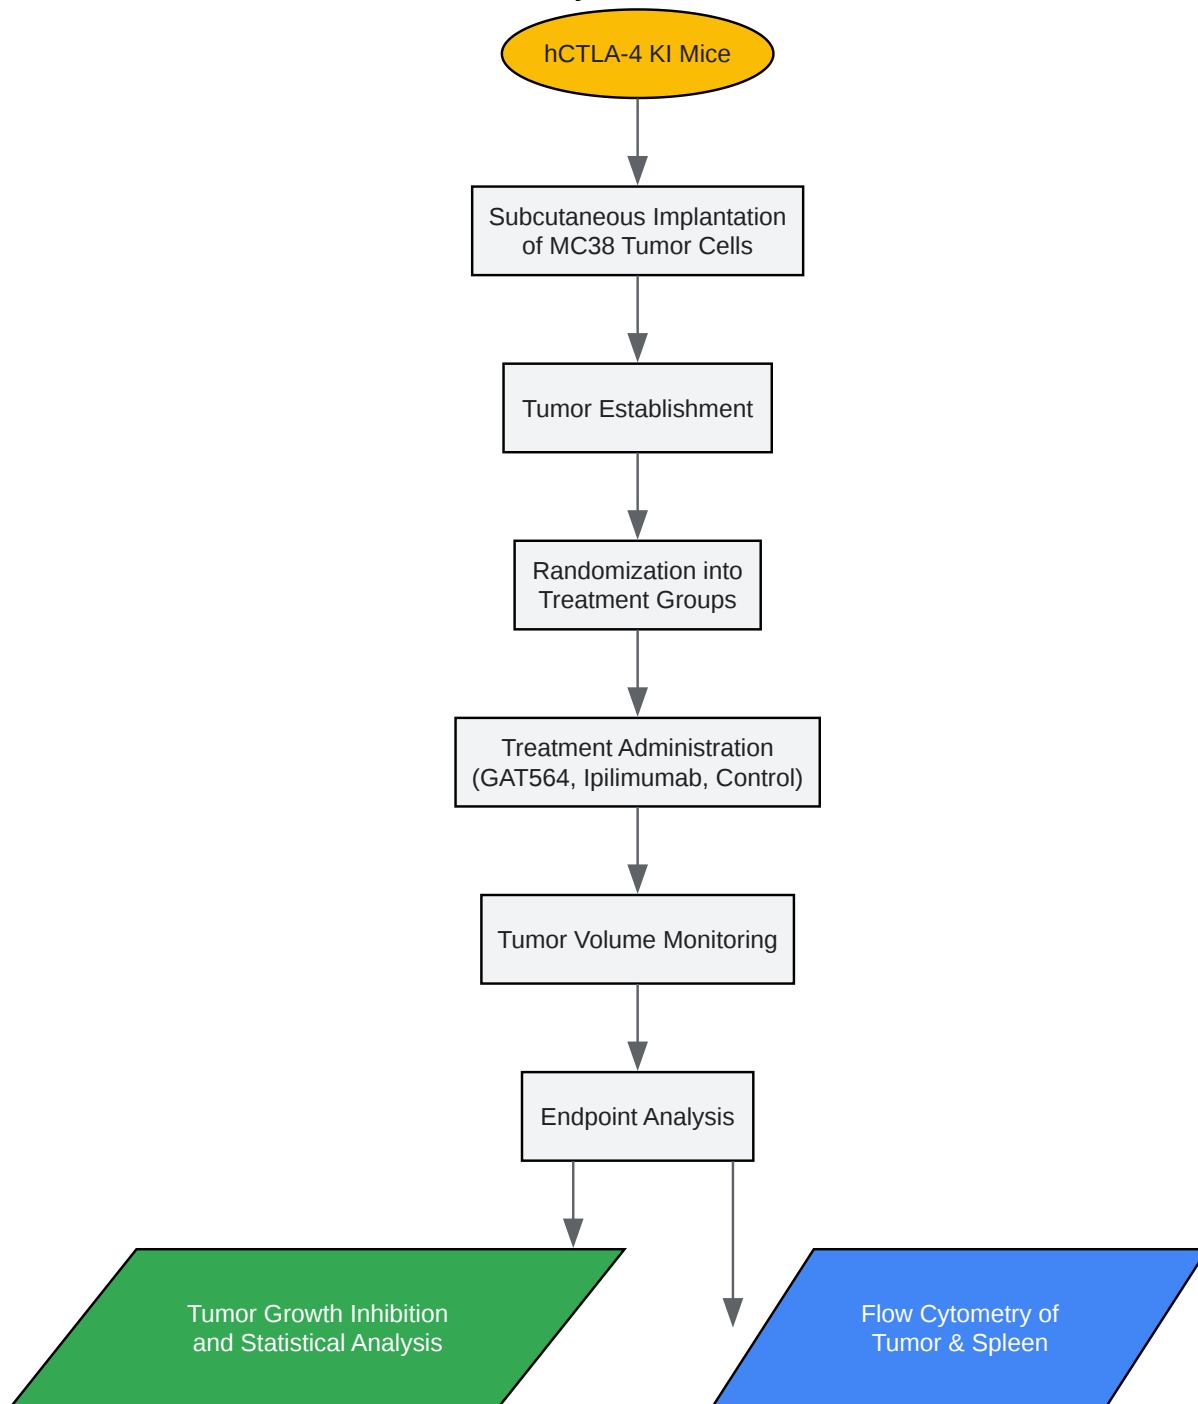 hCTLA-4 KI Mice
Subcutaneous Implantation
of MC38 Tumor Cells
Tumor Establishment
Randomization into
Treatment Groups
Treatment Administration
(GAT564, Ipilimumab, Control)
Tumor Volume Monitoring
Endpoint Analysis
Tumor Growth Inhibition
and Statistical Analysis
Flow Cytometry of
Tumor & Spleen